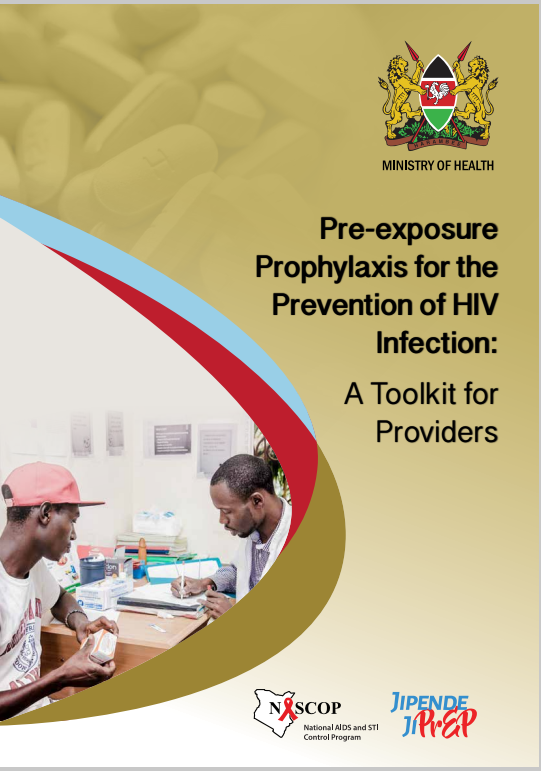 HARAMBEE
MINISTRY OF HEALTH
Pre-exposure
Prophylaxis for the
Prevention of HIV
Infection:
A Toolkit for
Providers
NASCOP
National AIDS and STI
Control Program
JIPENDE
JIPrEP